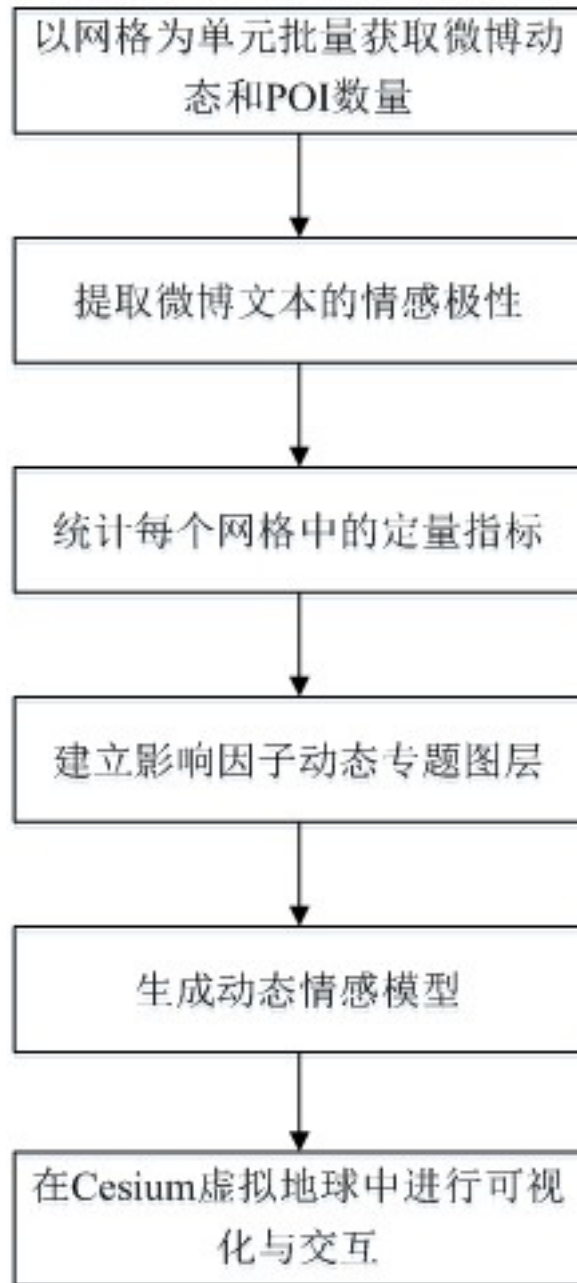 以网格为单元批量获取微博动
态和POI数量
提取微博文本的情感极性
统计每个网格中的定量指标
建立影响因子动态专题图层
生成动态情感模型
在Cesium虚拟地球中进行可视
化与交互